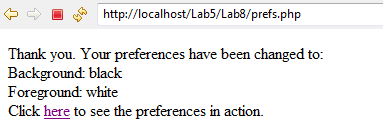 http://localhost/Lab5/Lab8/prefs.php
Thank you. Your preferences have been changed to:
Background: black
Foreground: white
Click here to see the preferences in action.